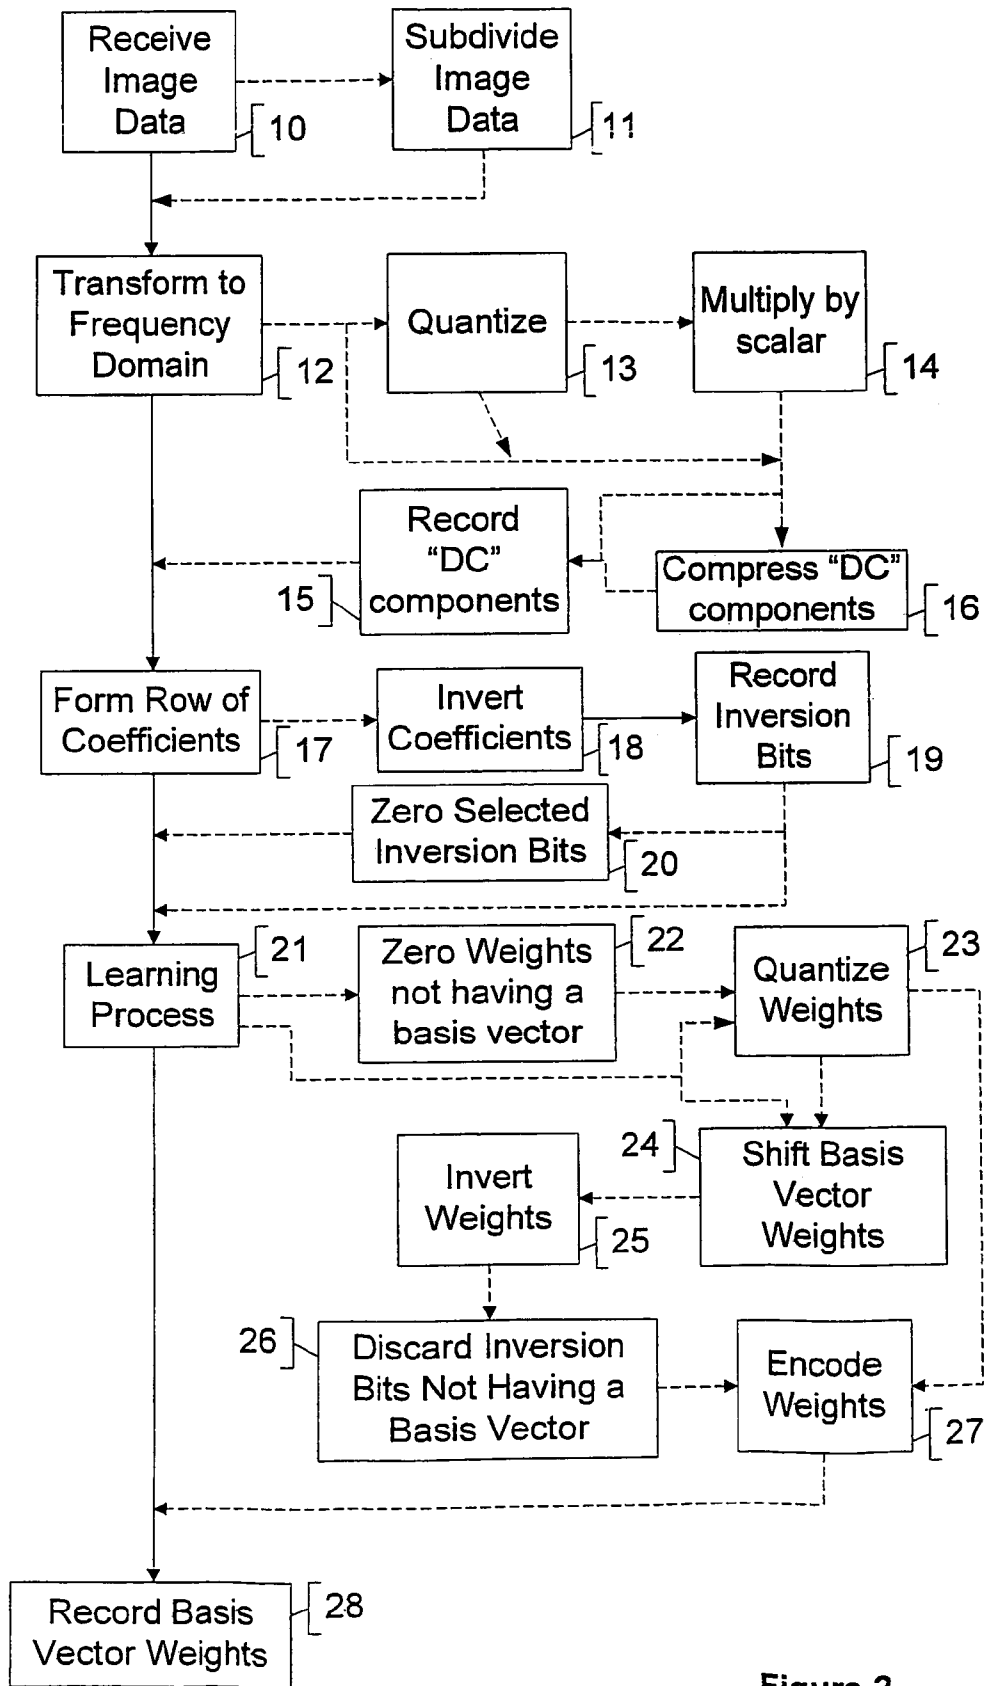 Receive
Image
Data
10
Subdivide
Image
Data
11
Transform to
Frequency
Domain
12
Quantize
13
Multiply by
scalar
14
Record
“DC”
components
15
Compress “DC”
components
16
Form Row of
Coefficients
17
Invert
Coefficients
18
Record
Inversion
Bits
19
Zero Selected
Inversion Bits
20
Learning
Process
21
Zero Weights
not having a
basis vector
22
Quantize
Weights
23
24
Shift Basis
Vector
Weights
Invert
Weights
25
26
Discard Inversion
Bits Not Having a
Basis Vector
Encode
Weights
27
Record Basis
Vector Weights
28
Figure 2